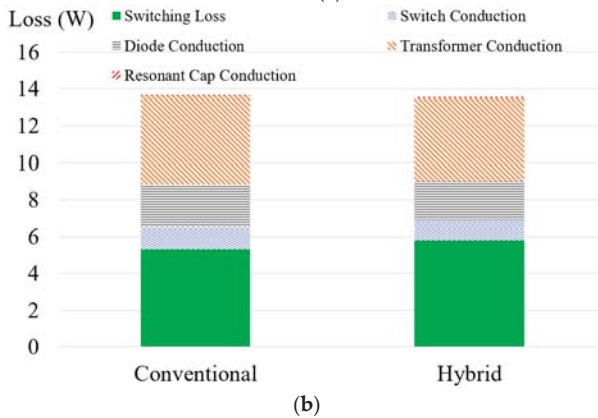 Loss (W)
Switching Loss
Switch Conduction
Diode Conduction
Transformer Conduction
Resonant Cap Conduction
16
14
12
10
8
6
4
2
0
Conventional
Hybrid
(b)